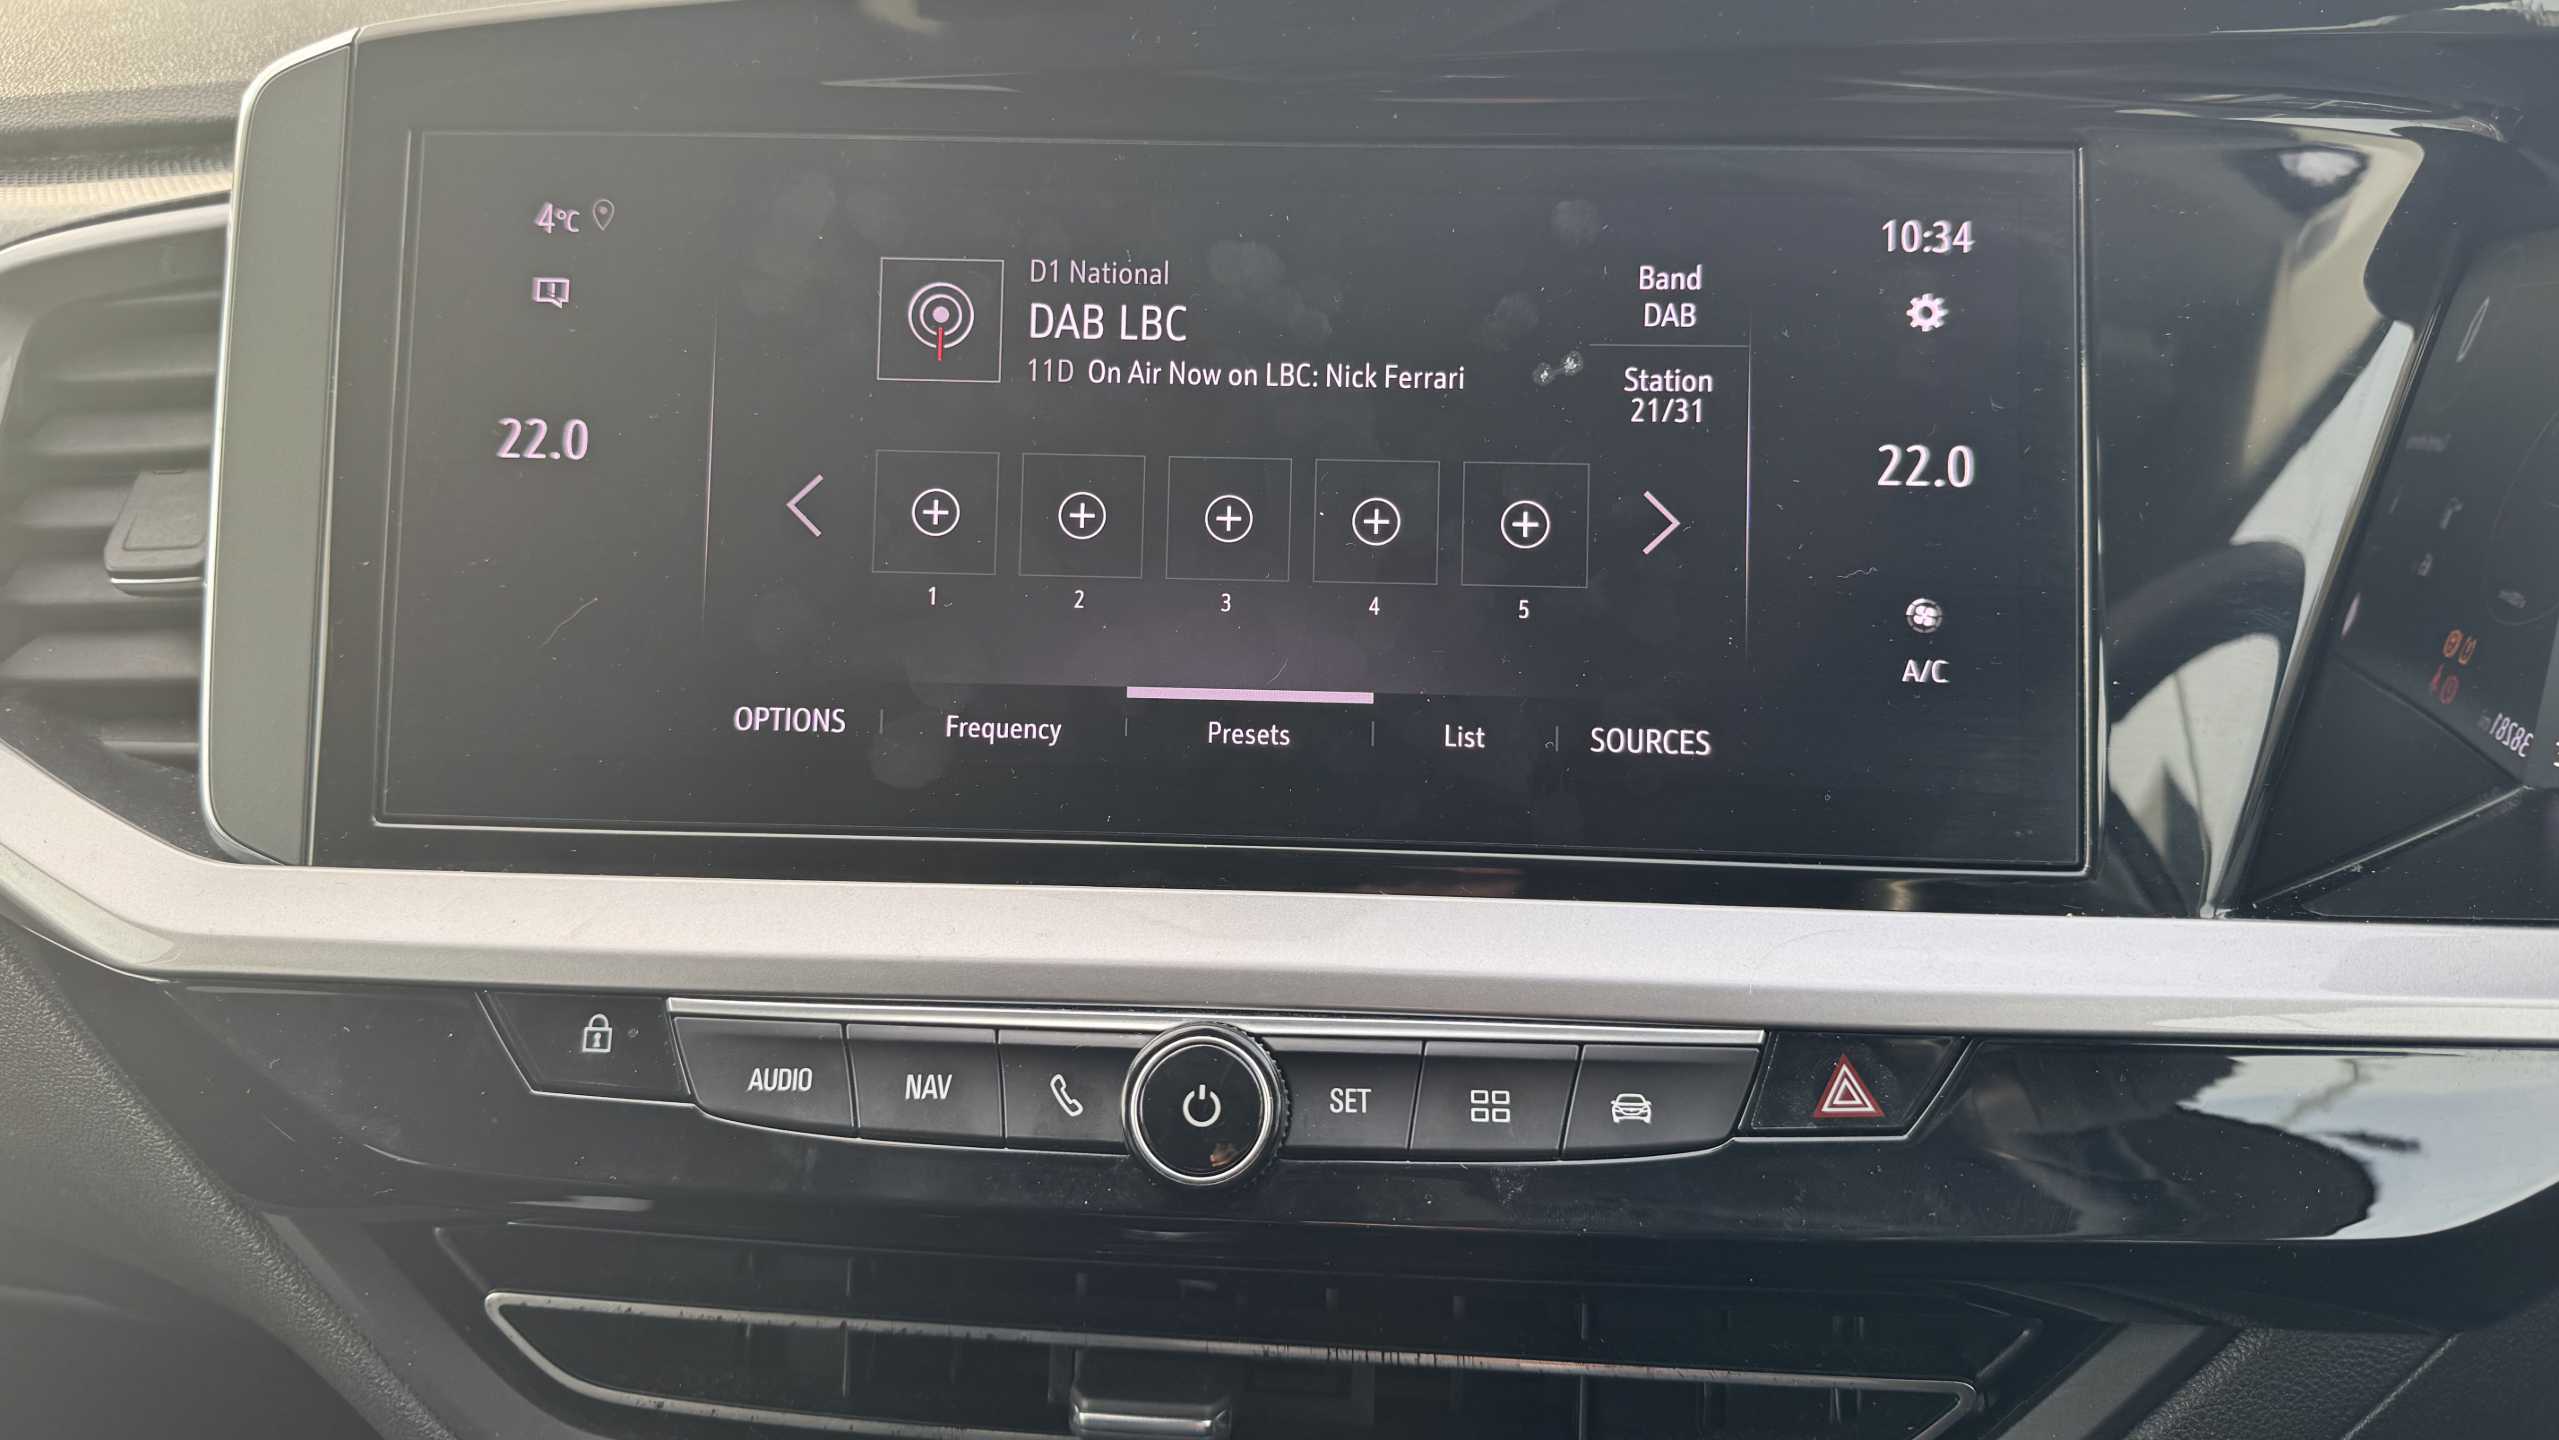 4°C
10:34
D1 National
DAB LBC
11D On Air Now on LBC: Nick Ferrari
Band
DAB
Station
21/31
22.0
22.0
1
2
3
4
5
A/C
OPTIONS
Frequency
Presets
List
SOURCES
AUDIO
NAV
SET
38281